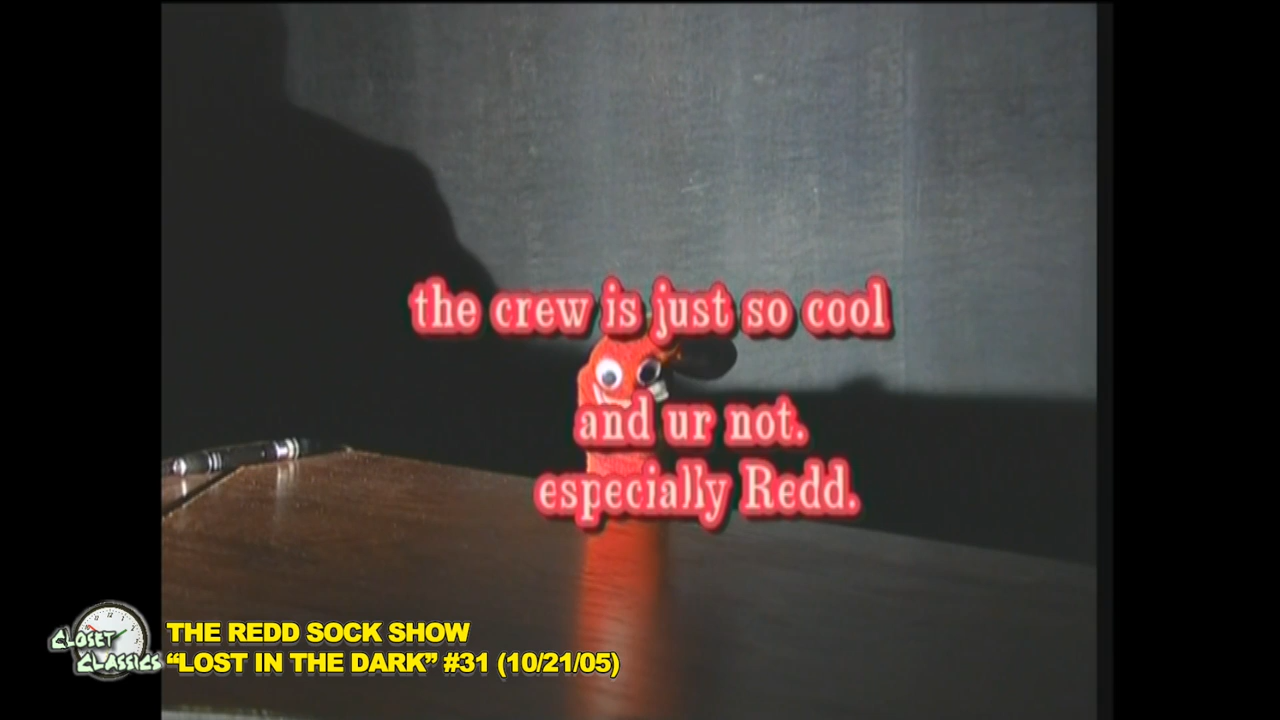 the crew is just so cool
and ur not.
especially Redd.
CLOSET
CLASSICS
THE REDD SOCK SHOW
“LOST IN THE DARK” #31 (10/21/05)